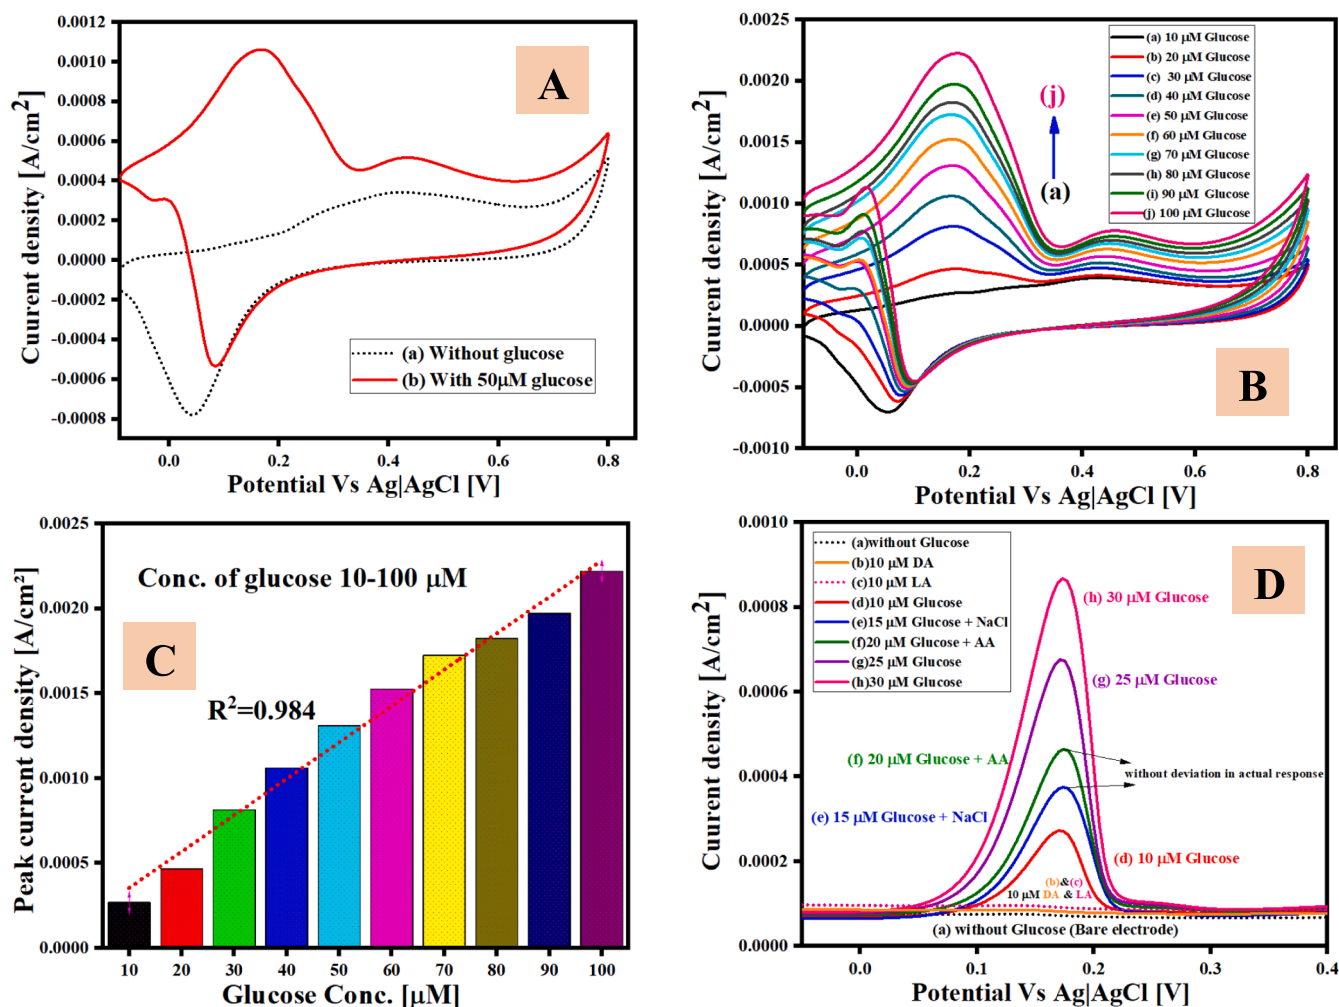 0.0012
0.0010
0.0008
0.0006
0.0004
0.0002
0.0000
-0.0002
-0.0004
-0.0006
-0.0008
Cuurent density [A/cm²]
A
(a) Without glucose
(b) With 50μM glucose
0.0 0.2 0.4 0.6 0.8
Potential Vs Ag|AgCl [V]
0.0025
0.0020
0.0015
0.0010
0.0005
0.0000
-0.0005
-0.0010
Cuurent density [A/cm²]
(a) 10 μM Glucose
(b) 20 μM Glucose
(c) 30 μM Glucose
(d) 40 μM Glucose
(e) 50 μM Glucose
(f) 60 μM Glucose
(g) 70 μM Glucose
(h) 80 μM Glucose
(i) 90 μM Glucose
(j) 100 μM Glucose
(j)
(a)
B
0.0 0.2 0.4 0.6 0.8
Potential Vs Ag|AgCl [V]
0.0025
0.0020
0.0015
0.0010
0.0005
0.0000
Peak current density [A/cm²]
Conc. of glucose 10-100 μM
C
R²=0.984
10 20 30 40 50 60 70 80 90 100
Glucose Conc. [μM]
0.0010
0.0008
0.0006
0.0004
0.0002
0.0000
Cuurent density [A/cm²]
(a)without Glucose
(b)10 μM DA
(c)10 μM LA
(d)10 μM Glucose
(e)15 μM Glucose + NaCl
(f)20 μM Glucose + AA
(g)25 μM Glucose
(h)30 μM Glucose
D
(h) 30 μM Glucose
(g) 25 μM Glucose
(f) 20 μM Glucose + AA
without deviation in actual response
(e) 15 μM Glucose + NaCl
(d) 10 μM Glucose
(b)&(c)
10 μM DA & LA
(a) without Glucose (Bare electrode)
0.0 0.1 0.2 0.3 0.4
Potential Vs Ag|AgCl [V]